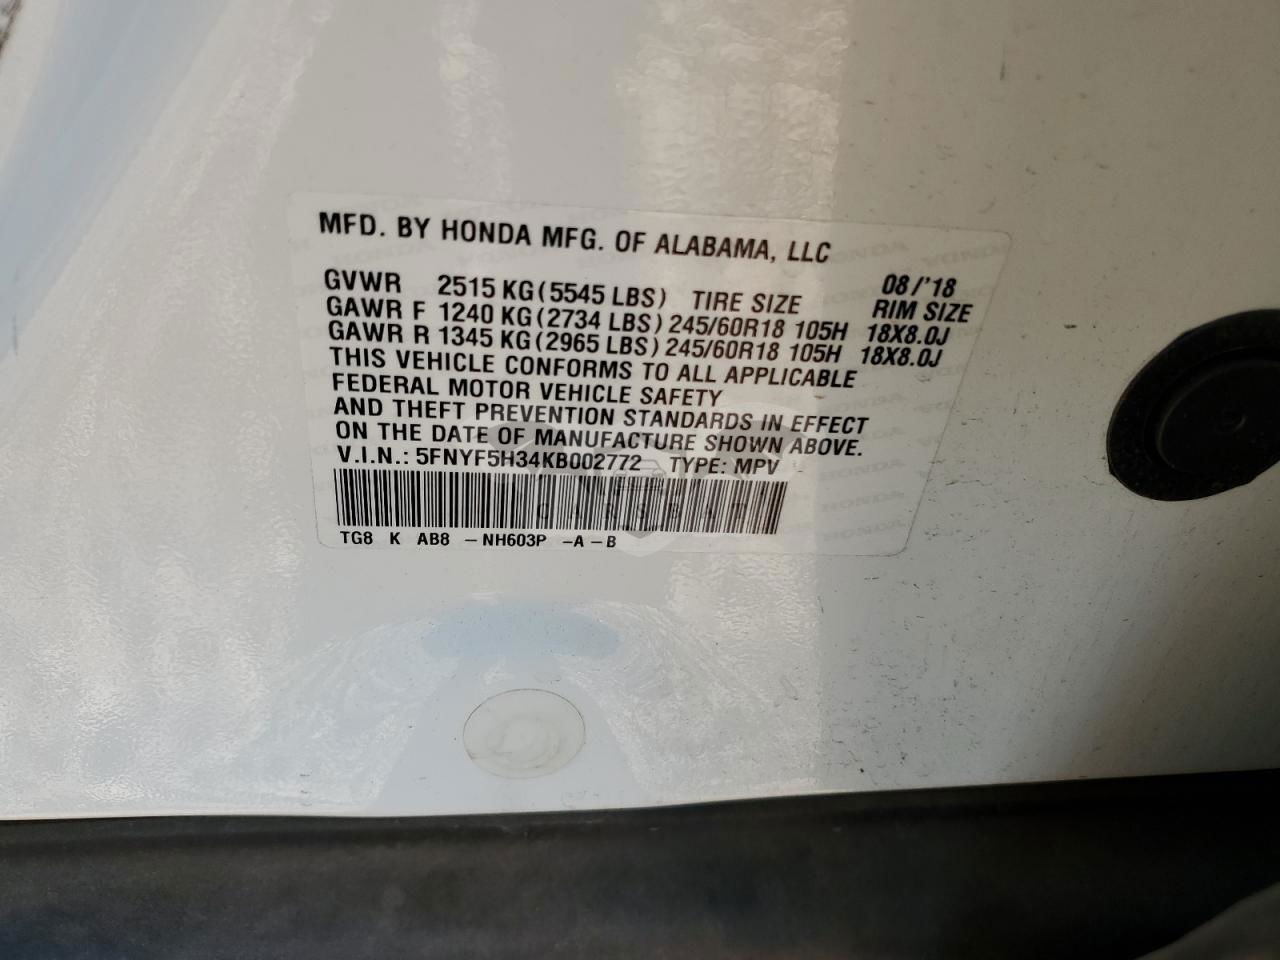 MFD. BY HONDA MFG. OF ALABAMA, LLC
08/'18
GVWR 2515 KG(5545 LBS) TIRE SIZE RIM SIZE
GAWR F 1240 KG(2734 LBS) 245/60R18 105H 18X8.0J
GAWR R 1345 KG(2965 LBS) 245/60R18 105H 18X8.0J
THIS VEHICLE CONFORMS TO ALL APPLICABLE
FEDERAL MOTOR VEHICLE SAFETY
AND THEFT PREVENTION STANDARDS IN EFFECT
ON THE DATE OF MANUFACTURE SHOWN ABOVE.
V.I.N.: 5FNYF5H34KB002772 TYPE: MPV
TG8 K AB8 -NH603P -A -B